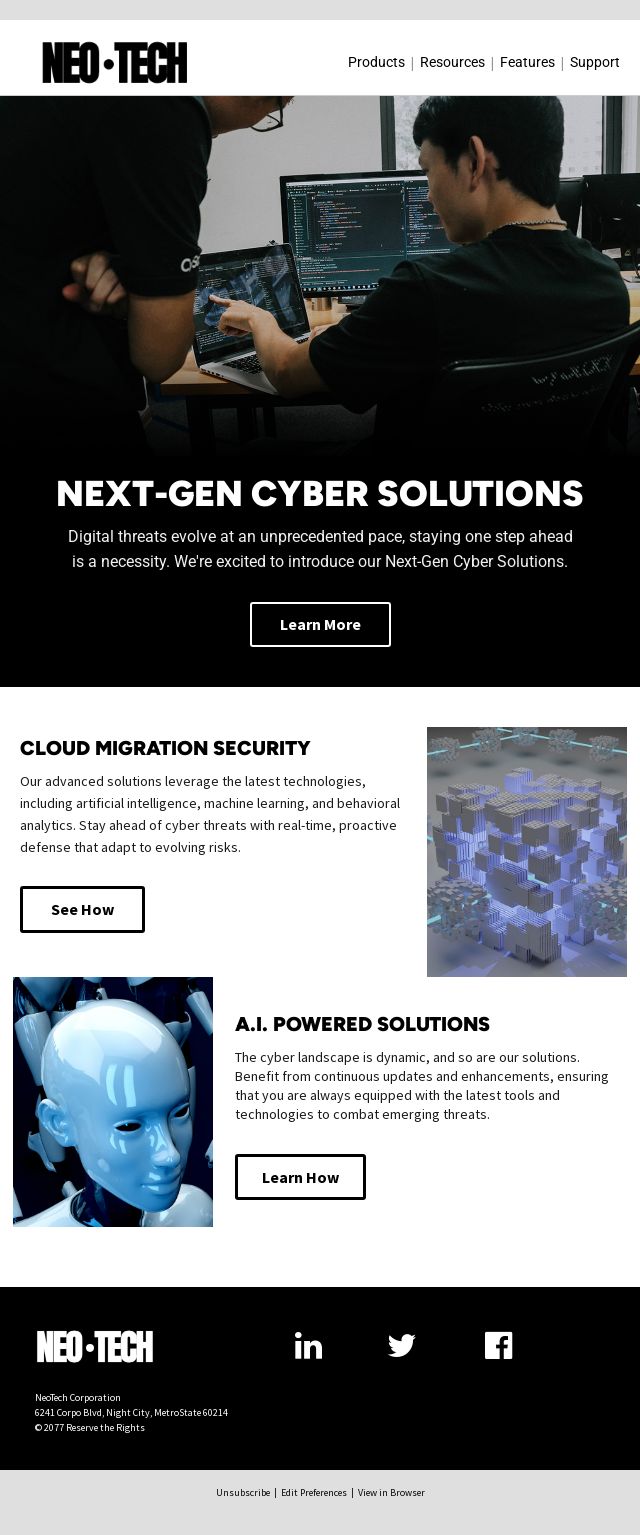 NEO·TECH
Products | Resources | Features | Support
NEXT-GEN CYBER SOLUTIONS
Digital threats evolve at an unprecedented pace, staying one step ahead
is a necessity. We're excited to introduce our Next-Gen Cyber Solutions.
Learn More
CLOUD MIGRATION SECURITY
Our advanced solutions leverage the latest technologies,
including artificial intelligence, machine learning, and behavioral
analytics. Stay ahead of cyber threats with real-time, proactive
defense that adapt to evolving risks.
See How
A.I. POWERED SOLUTIONS
The cyber landscape is dynamic, and so are our solutions.
Benefit from continuous updates and enhancements, ensuring
that you are always equipped with the latest tools and
technologies to combat emerging threats.
Learn How
NEO·TECH
in
NeoTech Corporation
6241 Corpo Blvd, Night City, MetroState 60214
© 2077 Reserve the Rights
Unsubscribe | Edit Preferences | View in Browser